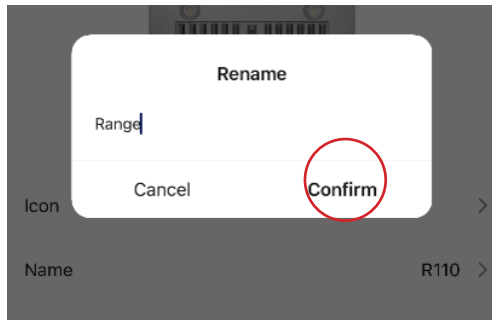 Rename
Range
Cancel Confirm
Icon
Name R110